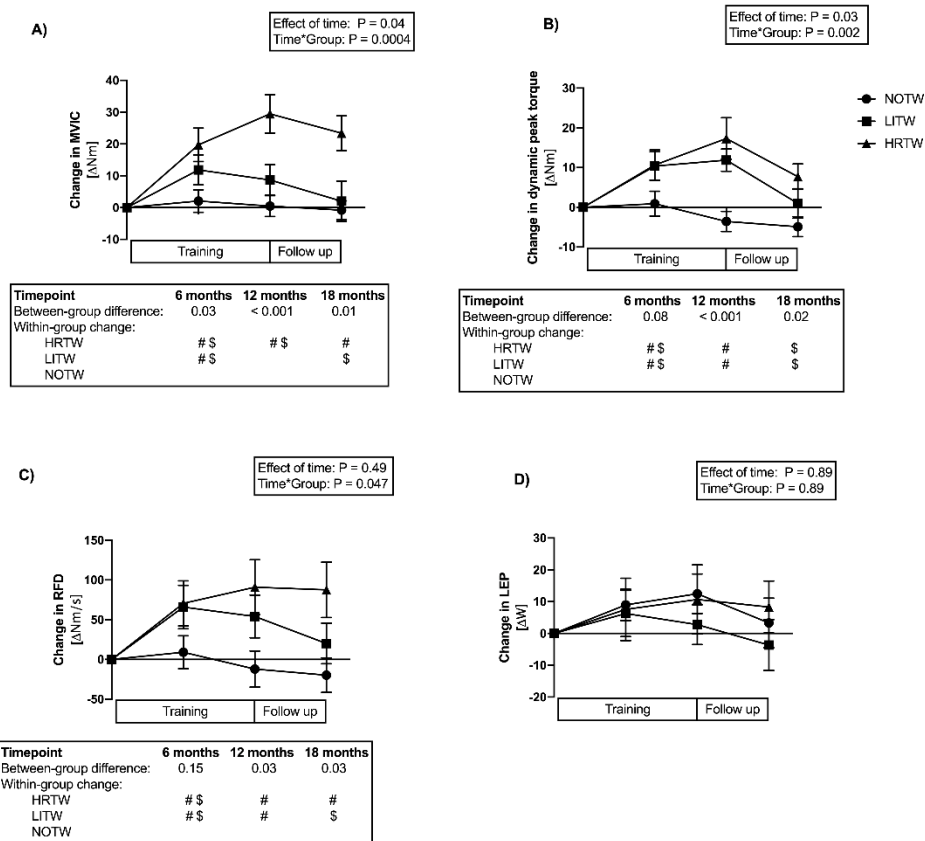 A)
Effect of time: P = 0.04
Time*Group: P = 0.0004
Change in MVIC
[ΔNm]
40
30
20
10
0
-10
Training Follow up
Timepoint 6 months 12 months 18 months
Between-group difference: 0.03 < 0.001 0.01
Within-group change:
HRTW # $ # $ #
LITW # $ $
NOTW
B)
Effect of time: P = 0.03
Time*Group: P = 0.002
Change in dynamic peak torque
[ΔNm]
30
20
10
0
-10
Training Follow up
NOTW
LITW
HRTW
Timepoint 6 months 12 months 18 months
Between-group difference: 0.08 < 0.001 0.02
Within-group change:
HRTW # $ # $
LITW # $ # $
NOTW
C)
Effect of time: P = 0.49
Time*Group: P = 0.047
Change in RFD
[ΔNm/s]
150
100
50
0
-50
Training Follow up
Timepoint 6 months 12 months 18 months
Between-group difference: 0.15 0.03 0.03
Within-group change:
HRTW # $ # #
LITW # $ # $
NOTW
D)
Effect of time: P = 0.89
Time*Group: P = 0.89
Change in LEP
[ΔW]
30
20
10
0
-10
-20
Training Follow up